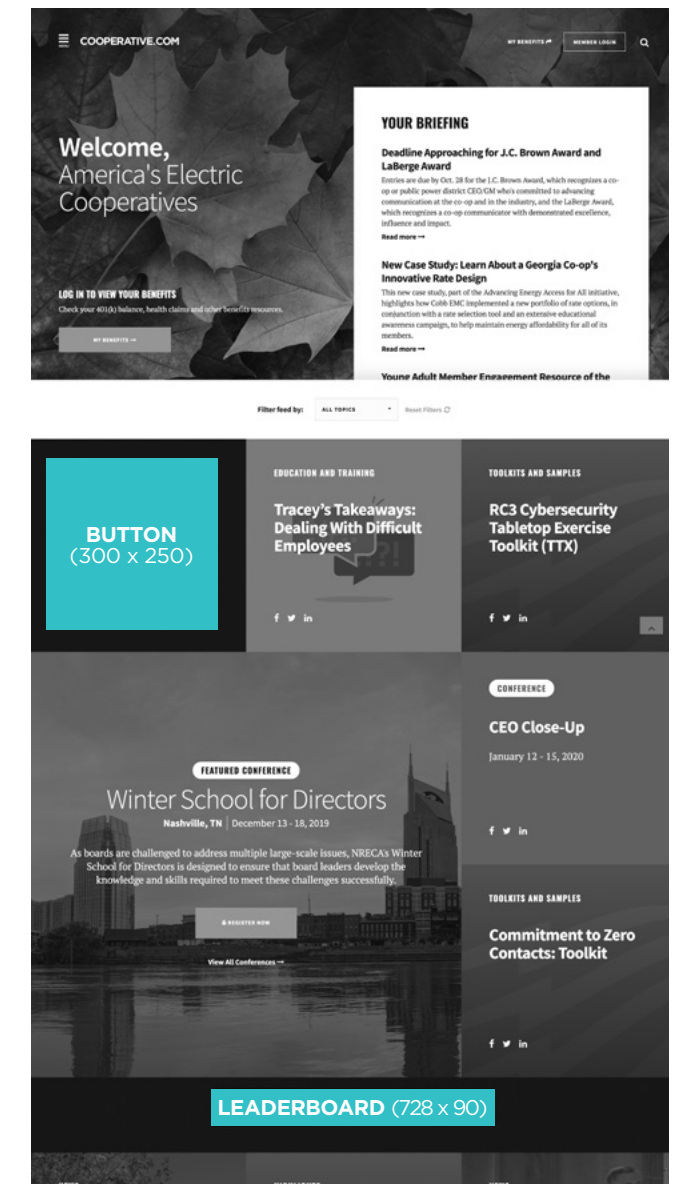 COOPERATIVE.COM
MY BENEFITS
MEMBER LOGIN
Welcome,
America's Electric
Cooperatives
LOG IN TO VIEW YOUR BENEFITS
Check your 401(k) balance, health claims and other benefits resources.
MY BENEFITS →
YOUR BRIEFING
Deadline Approaching for J.C. Brown Award and
LaBerge Award
Entries are due by Oct. 28 for the J.C. Brown Award, which recognizes a co-
op or public power district CEO/GM who's committed to advancing
communication at the co-op and in the industry, and the LaBerge Award,
which recognizes a co-op communicator with demonstrated excellence,
influence and impact.
Read more →
New Case Study: Learn About a Georgia Co-op's
Innovative Rate Design
This new case study, part of the Advancing Energy Access for All initiative,
highlights how Cobb EMC implemented a new portfolio of rate options, in
conjunction with a rate selection tool and an extensive educational
awareness campaign, to help maintain energy affordability for all of its
members.
Read more →
Young Adult Member Engagement Resource of the
Filter feed by:
ALL TOPICS
Reset Filters
BUTTON
(300 x 250)
EDUCATION AND TRAINING
Tracey's Takeaways:
Dealing With Difficult
Employees
?!
TOOLKITS AND SAMPLES
RC3 Cybersecurity
Tabletop Exercise
Toolkit (TTX)
FEATURED CONFERENCE
Winter School for Directors
Nashville, TN | December 13 - 18, 2019
As boards are challenged to address multiple large-scale issues, NRECA's Winter
School for Directors is designed to ensure that board leaders develop the
knowledge and skills required to meet these challenges successfully.
REGISTER NOW
View All Conferences →
CONFERENCE
CEO Close-Up
January 12 - 15, 2020
TOOLKITS AND SAMPLES
Commitment to Zero
Contacts: Toolkit
LEADERBOARD (728 x 90)